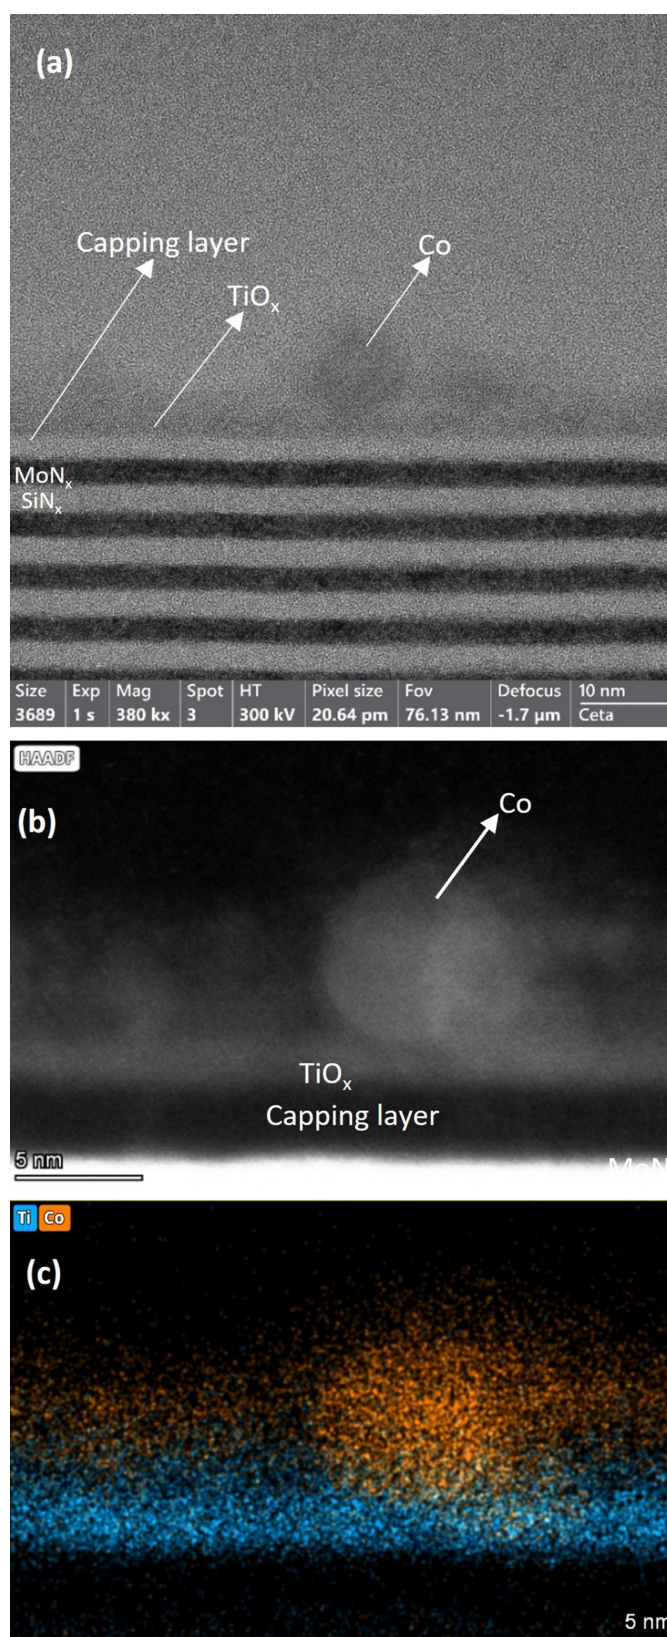 (a)
Capping layer
TiOx
Co
MoNx
SiNx
Size Exp Mag Spot HT Pixel size Fov Defocus 10 nm
3689 1 s 380 kx 3 300 kV 20.64 pm 76.13 nm -1.7 µm Ceta
HAADF
(b)
Co
TiOx
Capping layer
5 nm
MoN
Ti Co
(c)
5 nm